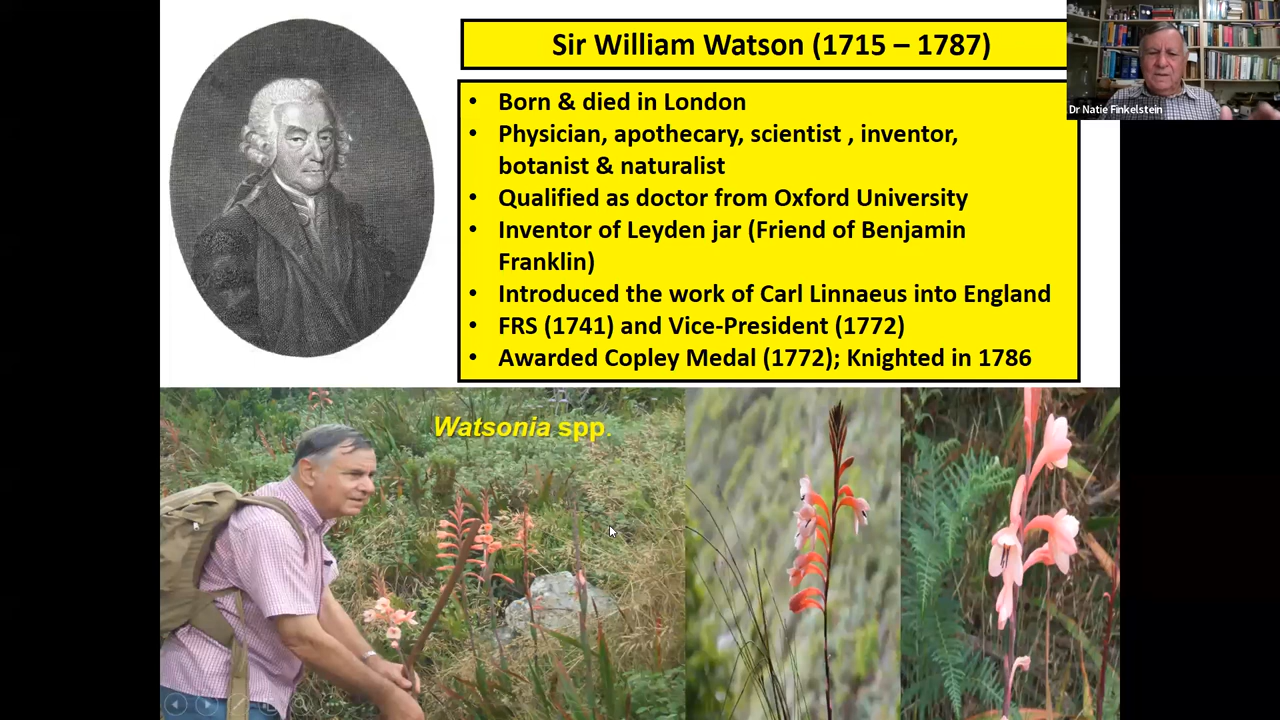 Sir William Watson (1715 – 1787)
Dr Natie Finkelstein
• Born & died in London
• Physician, apothecary, scientist , inventor,
botanist & naturalist
• Qualified as doctor from Oxford University
• Inventor of Leyden jar (Friend of Benjamin
Franklin)
• Introduced the work of Carl Linnaeus into England
• FRS (1741) and Vice-President (1772)
• Awarded Copley Medal (1772); Knighted in 1786
Watsonia spp.